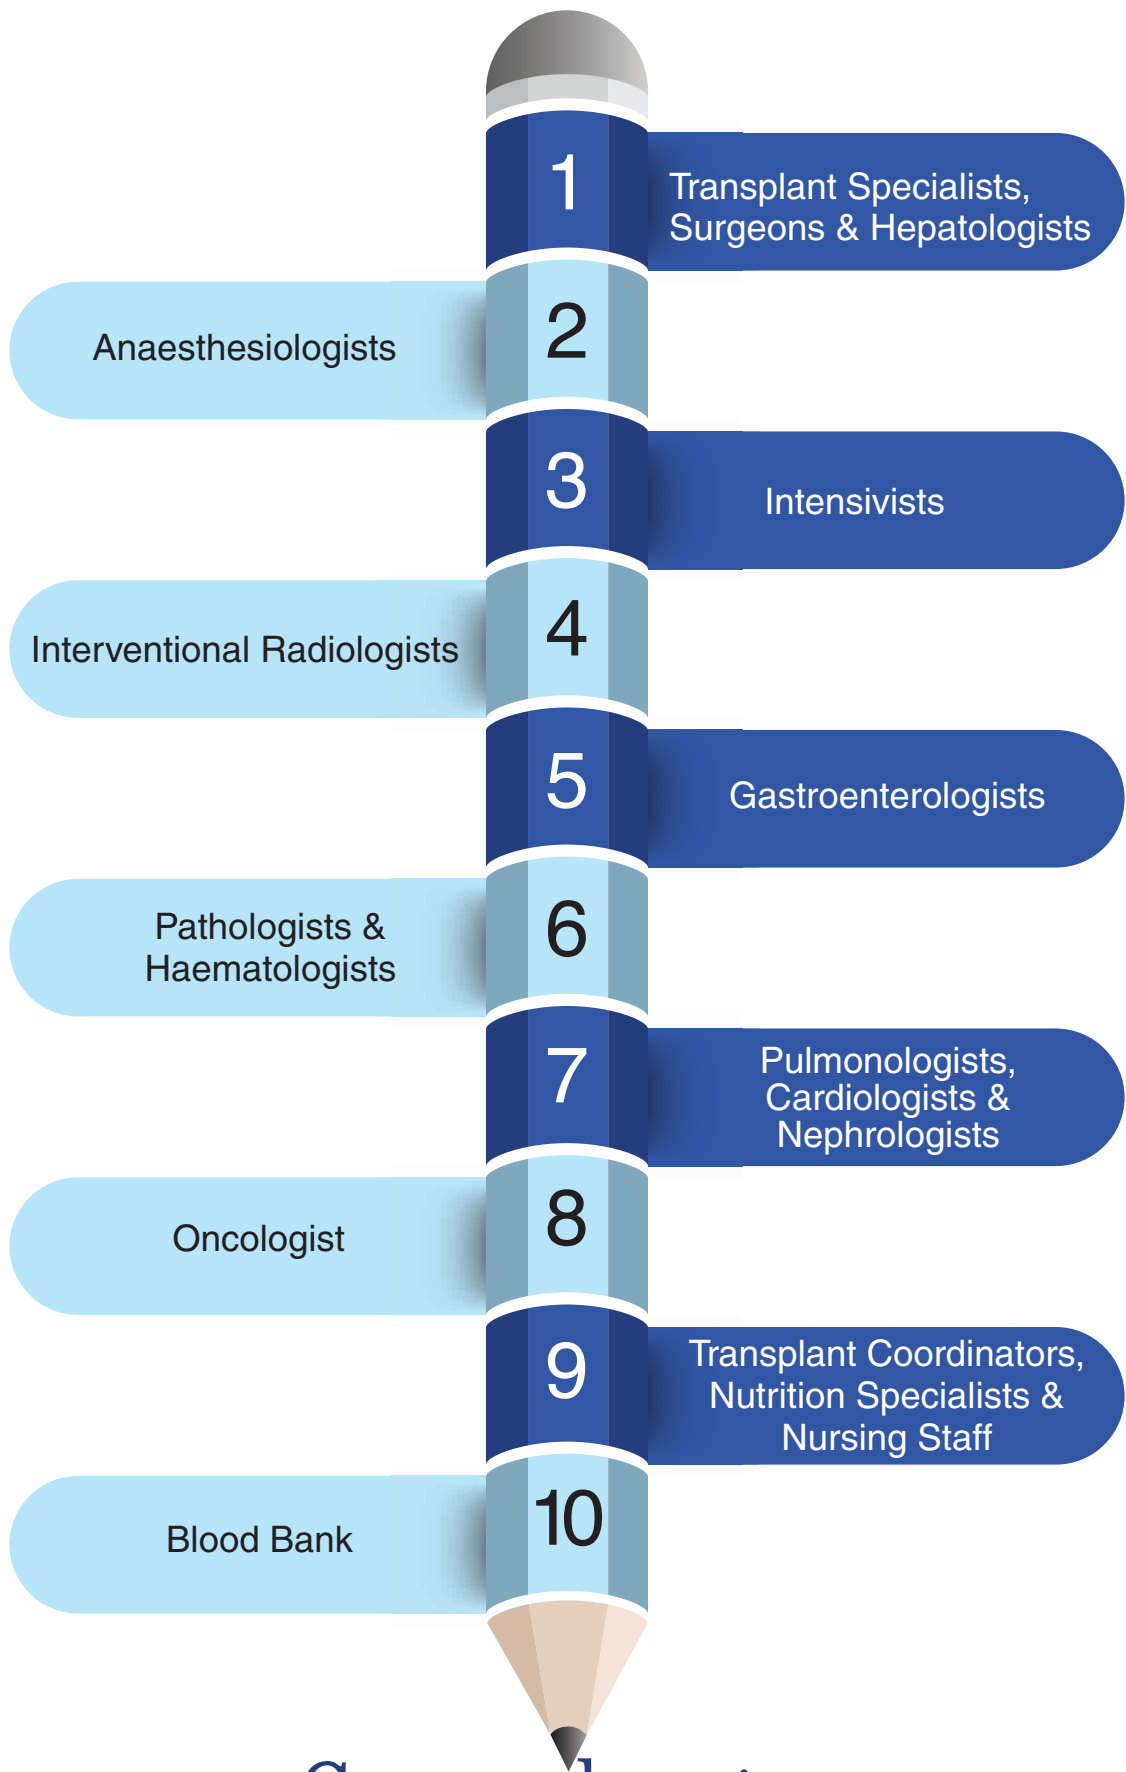 1
Transplant Specialists,
Surgeons & Hepatologists
2
Anaesthesiologists
3
Intensivists
4
Interventional Radiologists
5
Gastroenterologists
6
Pathologists &
Haematologists
7
Pulmonologists,
Cardiologists &
Nephrologists
8
Oncologist
9
Transplant Coordinators,
Nutrition Specialists &
Nursing Staff
10
Blood Bank